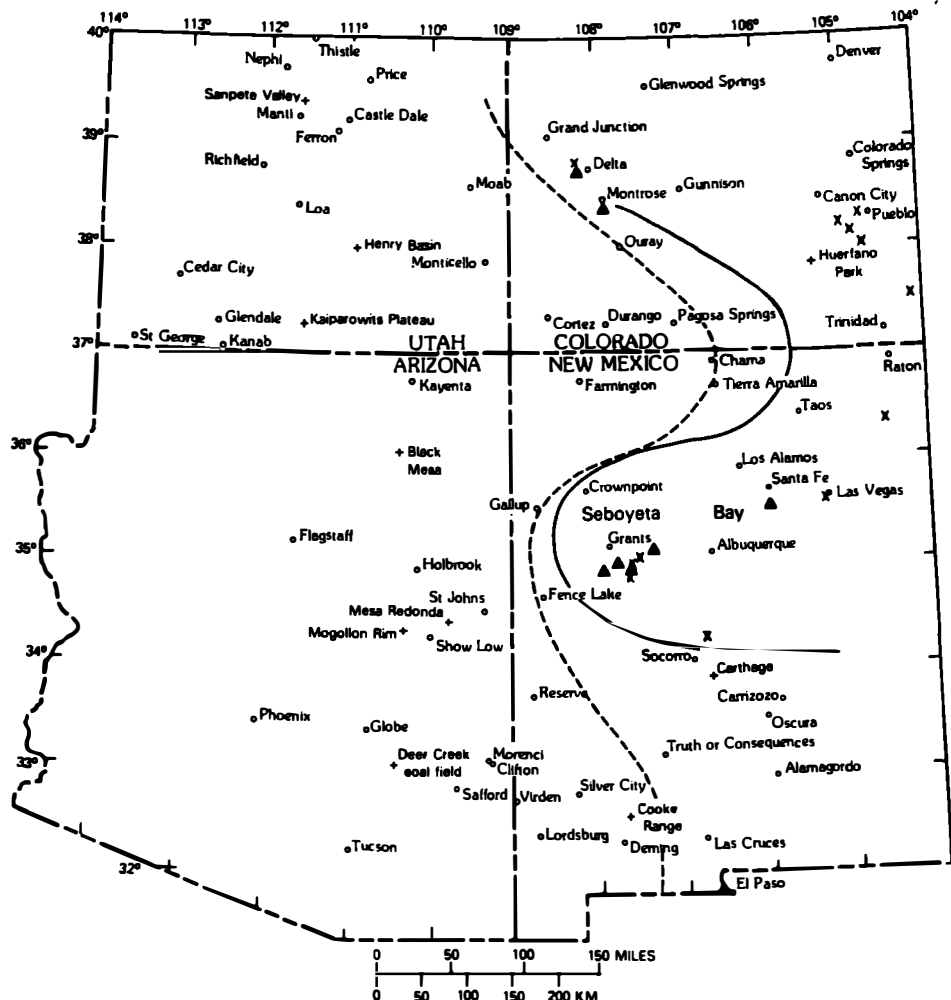 114° 113° 112° 111° 110° 109° 108° 107° 106° 105° 104°
40°
Thistle
Nephi
Denver
Price
Glenwood Springs
Sanpete Valley
Manti
Castle Dale
Ferron
Grand Junction
39°
Colorado
Springs
Richfield
Delta
Moab
Montrose
Gunnison
Canon City
Loa
Pueblo
38°
Henry Basin
Ouray
Monticello
Huerfano
Park
Cedar City
Glendale
Kaiparowits Plateau
Cortez
Durango
Pagosa Springs
Trinidad
St George
Kanab
37°
UTAH
COLORADO
ARIZONA
NEW MEXICO
Chama
Raton
Kayenta
Farmington
Tierra Amarilla
Taos
36°
Black
Mesa
Los Alamos
Santa Fe
Crownpoint
Las Vegas
Gallup
Seboyeta Bay
Flagstaff
Grants
35°
Albuquerque
Holbrook
St Johns
Fence Lake
Mesa Redonda
Mogollon Rim
Show Low
34°
Socorro
Carthage
Reserve
Carrizozo
Phoenix
Oscura
Globe
Truth or Consequences
33°
Deer Creek
coal field
Morenci
Clifton
Alamagordo
Safford
Virden
Silver City
Cooke
Range
Lordsburg
Deming
Las Cruces
Tucson
32°
El Paso
0 50 100 150 MILES
0 50 100 150 200 KM